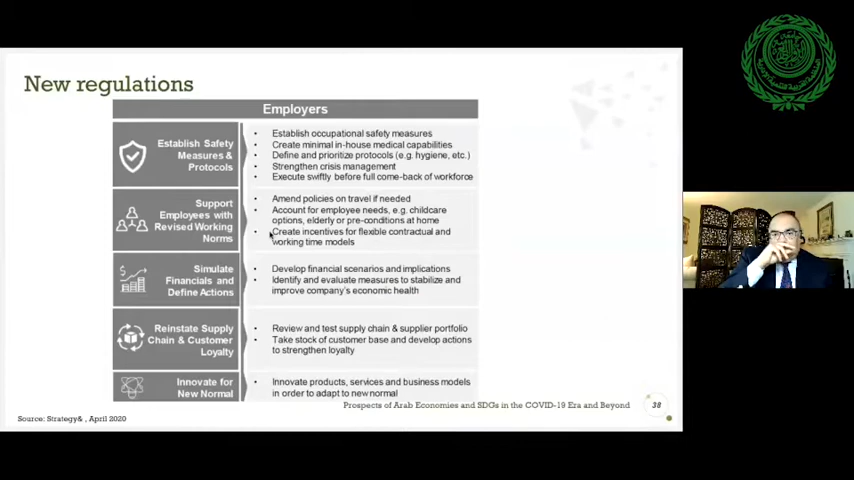 New regulations
Employers
Establish Safety
Measures &
Protocols
• Establish occupational safety measures
• Create minimal in-house medical capabilities
• Define and prioritize protocols (e.g. hygiene, etc.)
• Strengthen crisis management
• Execute swiftly before full come-back of workforce
Support
Employees with
Revised Working
Norms
• Amend policies on travel if needed
• Account for employee needs, e.g. childcare
options, elderly or pre-conditions at home
• Create incentives for flexible contractual and
working time models
Simulate
Financials and
Define Actions
• Develop financial scenarios and implications
• Identify and evaluate measures to stabilize and
improve company's economic health
Reinstate Supply
Chain & Customer
Loyalty
• Review and test supply chain & supplier portfolio
• Take stock of customer base and develop actions
to strengthen loyalty
Innovate for
New Normal
• Innovate products, services and business models
in order to adapt to new normal
Prospects of Arab Economies and SDGs in the COVID-19 Era and Beyond
38
Source: Strategy& , April 2020